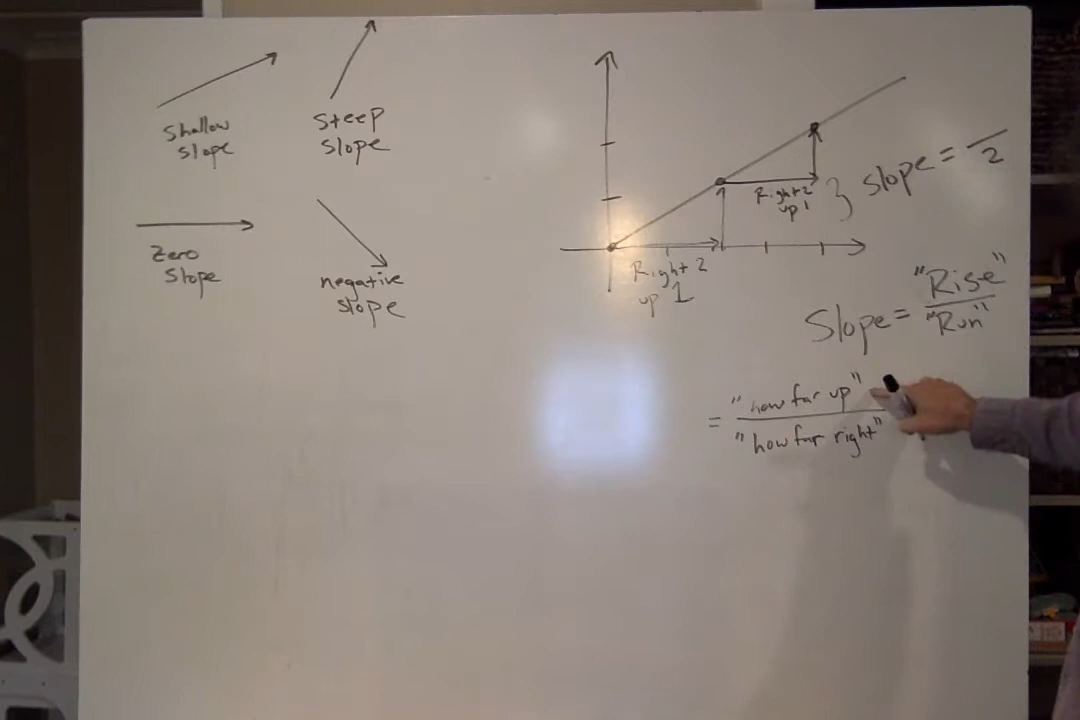 Shallow
slope
Steep
slope
Zero
slope
negative
slope
Right 2
up 1
Right 2
up 1
} slope = —
2
Slope = "Rise"
"Run"
= "how far up"
"how far right"